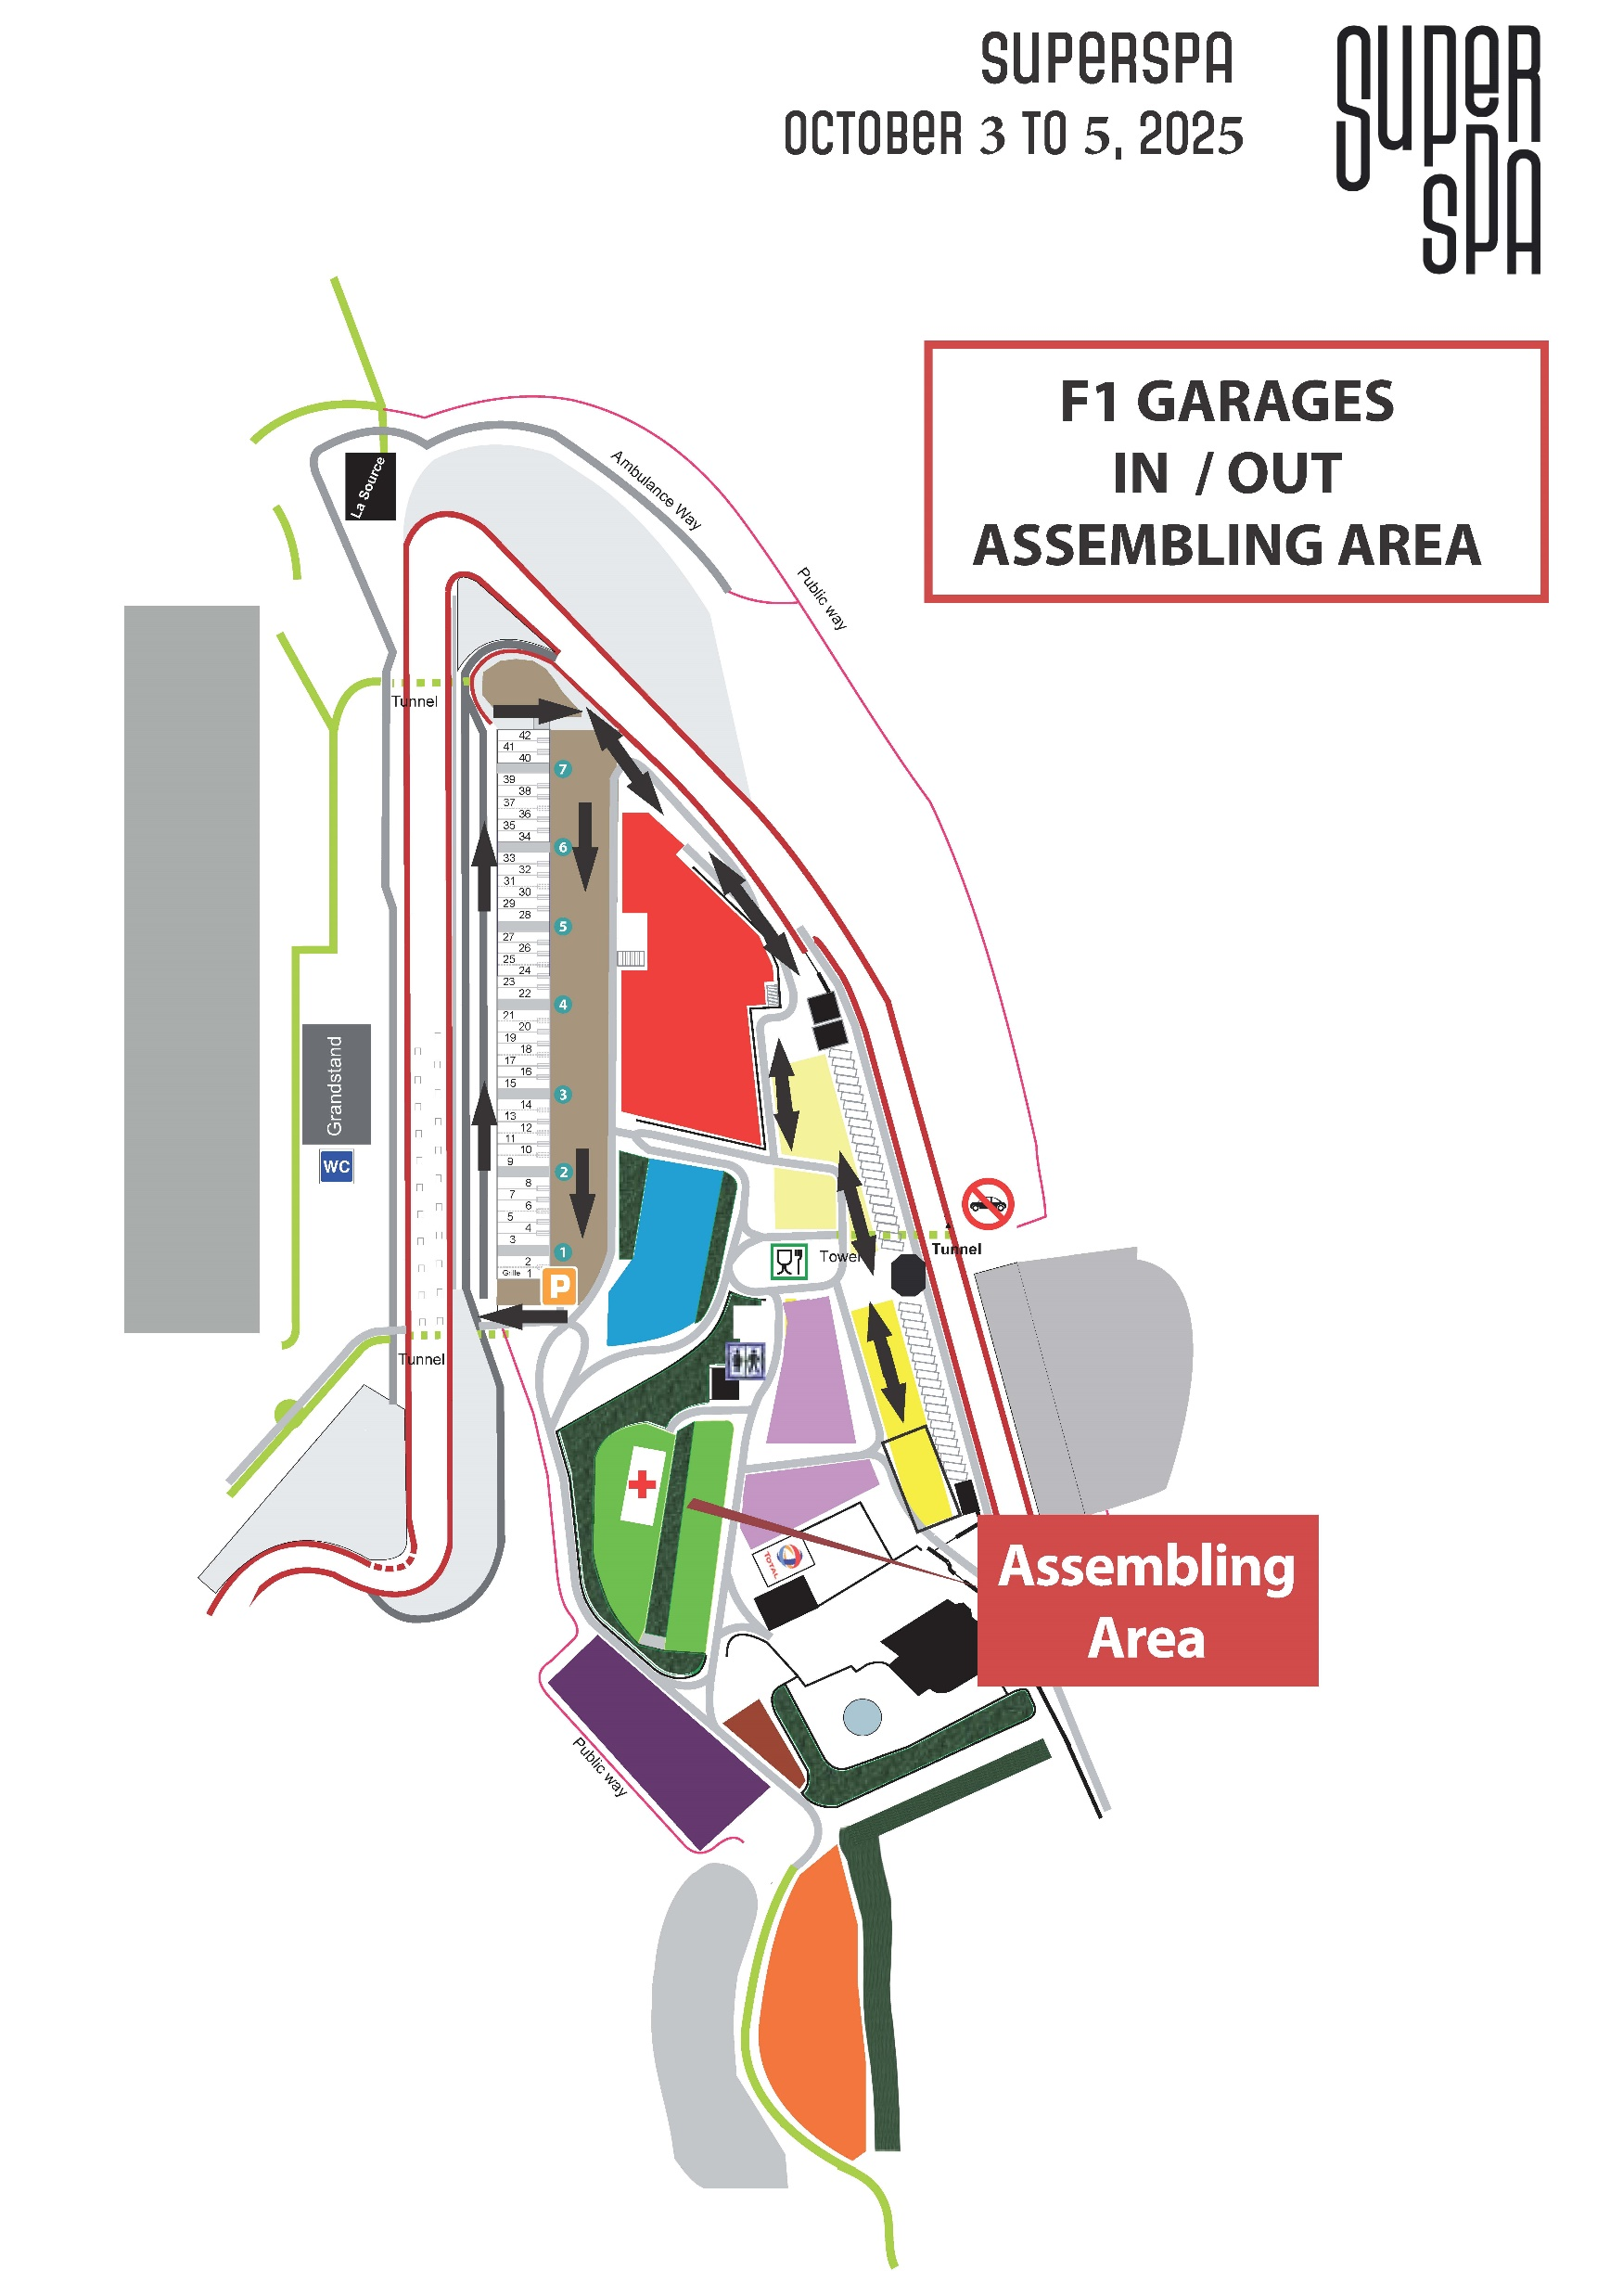 SUPERSPA
OCTOBER 3 TO 5, 2025
SUPER
SPA
F1 GARAGES
IN / OUT
ASSEMBLING AREA
Ambulance Way
La Source
Public way
Tunnel
42
41
40
7
39
38
37
36
35
34
6
33
32
31
30
29
28
5
27
26
25
24
23
22
4
21
20
19
18
17
16
15
3
14
13
12
11
10
9
2
8
7
6
5
4
3
1
2
Grille 1
P
Grandstand
WC
Tower
Tunnel
Tunnel
TOTAL
Assembling
Area
Public way